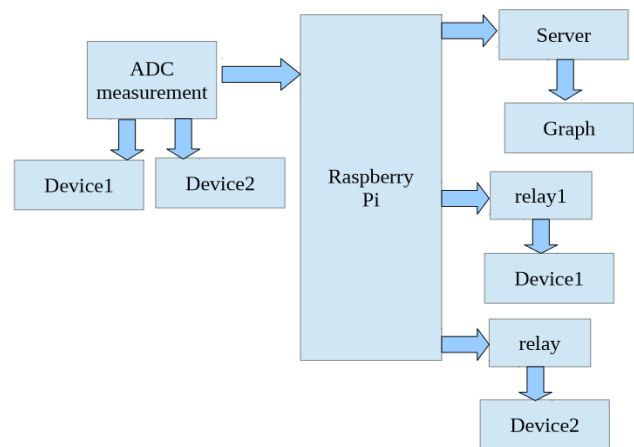 ADC
measurement
Device1
Device2
Raspberry
Pi
Server
Graph
relay1
Device1
relay
Device2